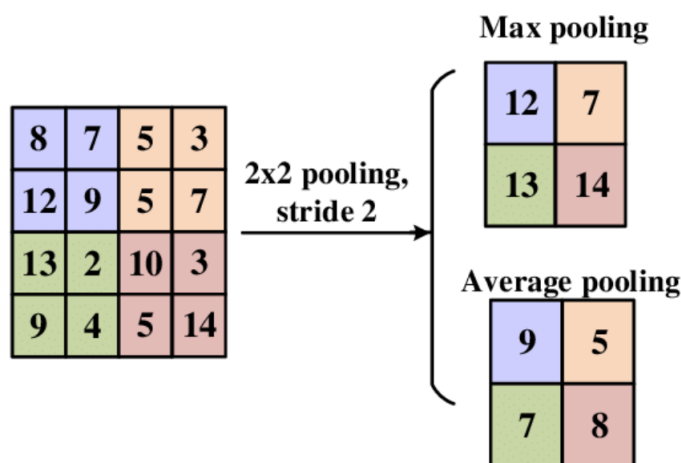 Max pooling
12 7
13 14
8 7 5 3
12 9 5 7
13 2 10 3
9 4 5 14
2x2 pooling,
stride 2
Average pooling
9 5
7 8